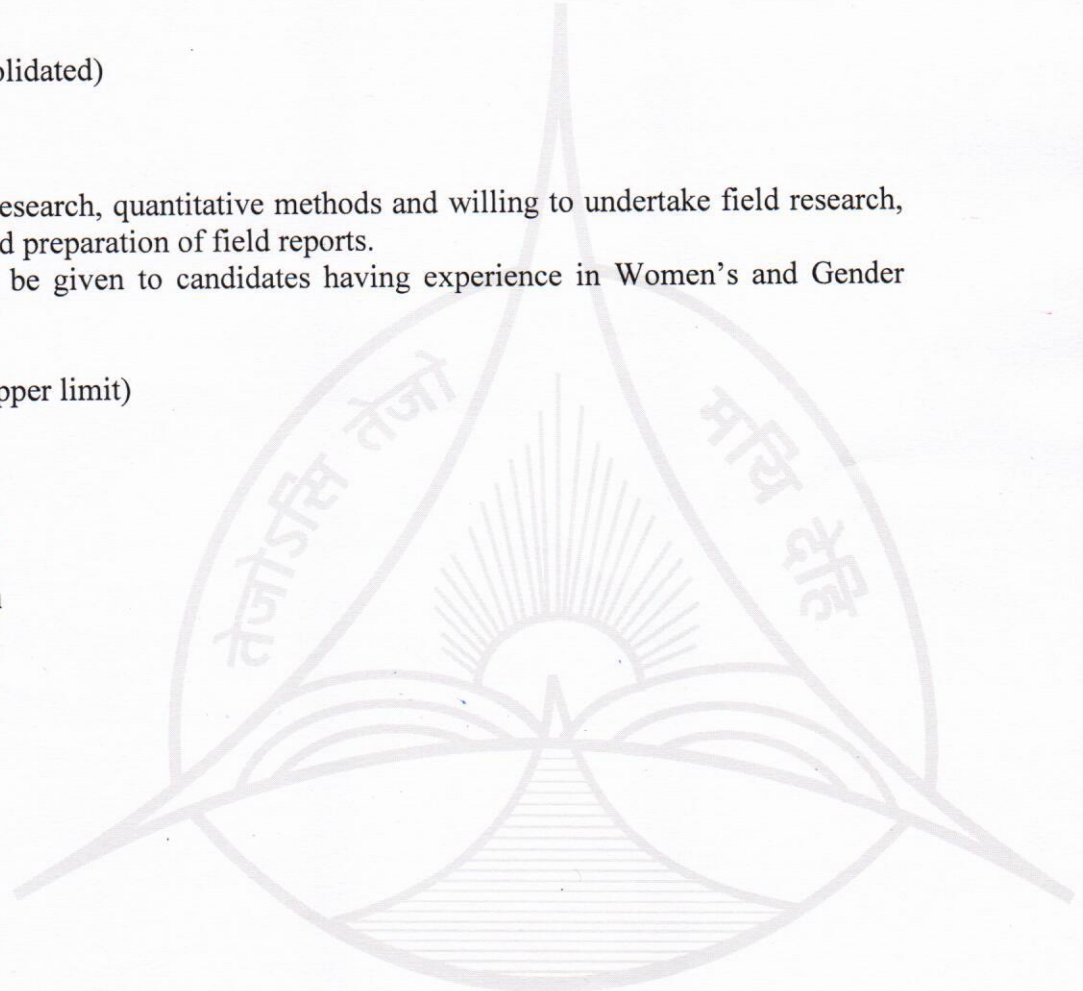 olidated)
esearch, quantitative methods and willing to undertake field research,
d preparation of field reports.
be given to candidates having experience in Women's and Gender
pper limit)
तेजोऽसि तेजो
मयि देहि